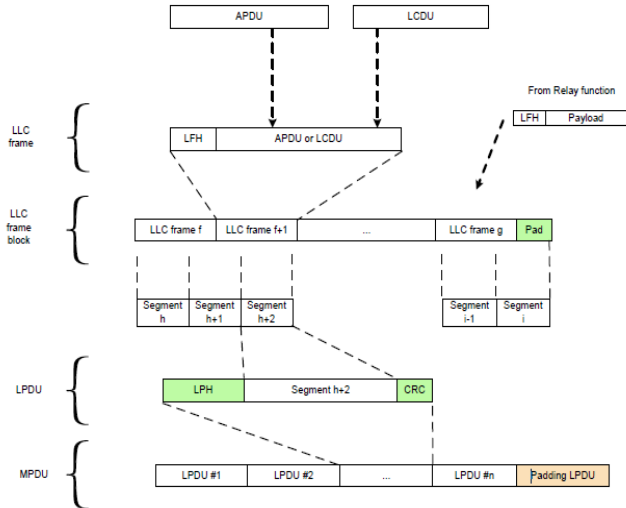 APDU
LCDU
From Relay function
LFH
Payload
LLC
frame
LFH
APDU or LCDU
LLC
frame
block
LLC frame f
LLC frame f+1
...
LLC frame g
Pad
Segment
h
Segment
h+1
Segment
h+2
Segment
i-1
Segment
i
LPDU
LPH
Segment h+2
CRC
MPDU
LPDU #1
LPDU #2
...
LPDU #n
Padding LPDU